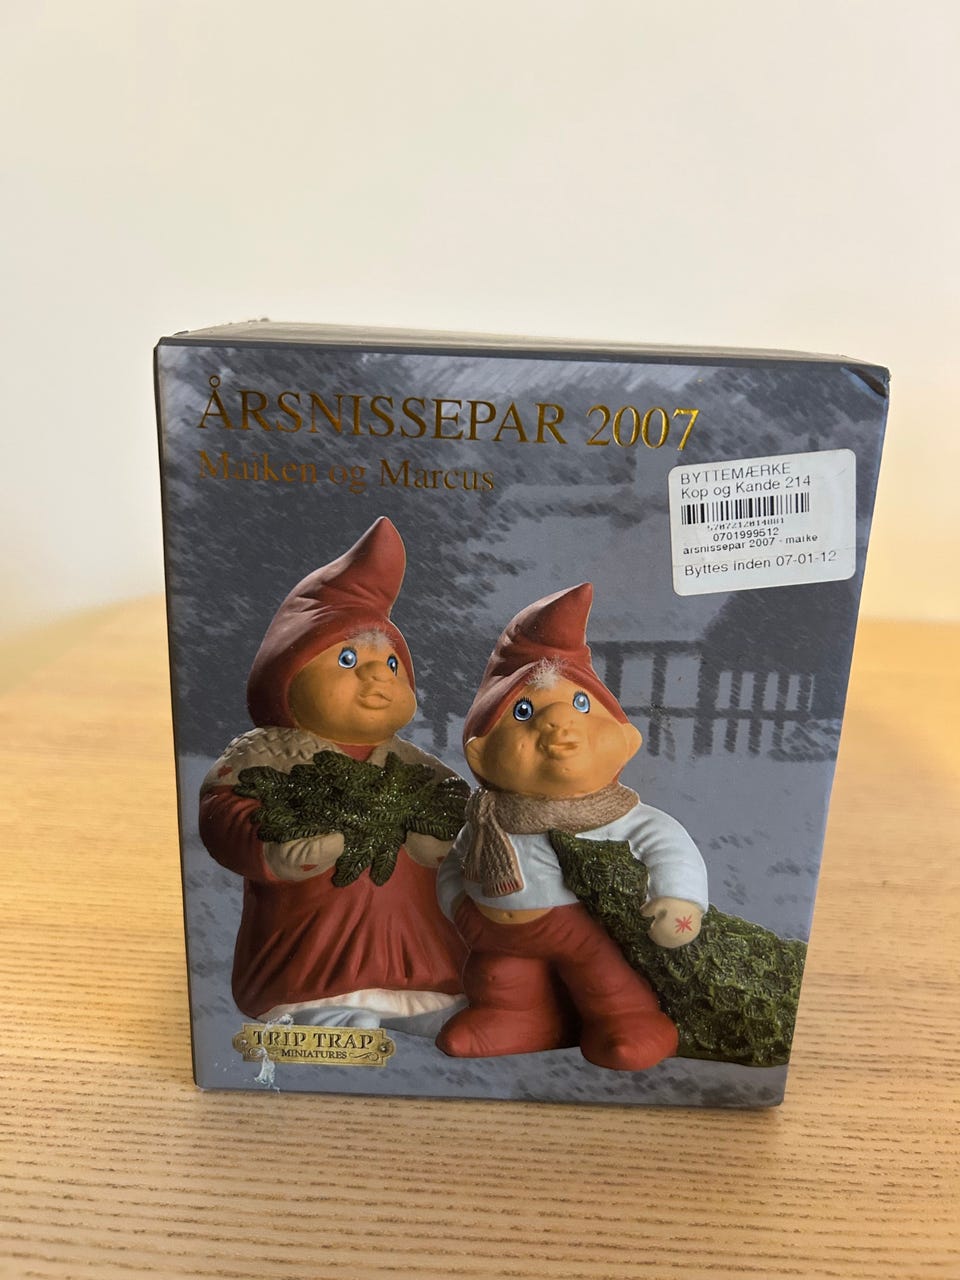 ÅRSNISSEPAR 2007
Maiken og Marcus
BYTTEMÆRKE
Kop og Kande 214
5707212014881
0701999512
årsnissepar 2007 - maike
Byttes inden 07-01-12
TRIP TRAP
MINIATURES